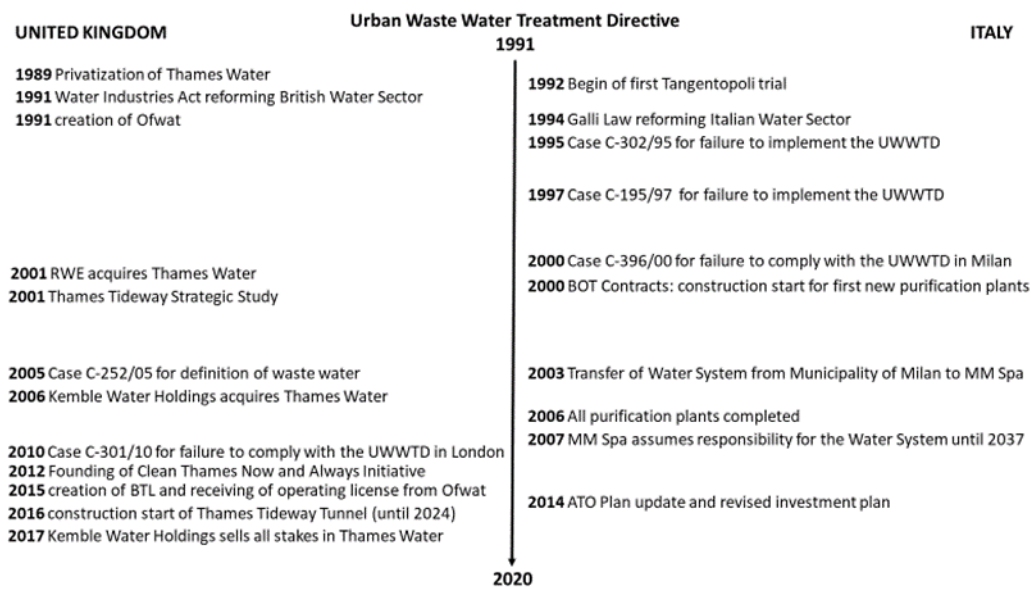 Urban Waste Water Treatment Directive
1991
UNITED KINGDOM
1989 Privatization of Thames Water
1991 Water Industries Act reforming British Water Sector
1991 creation of Ofwat
2001 RWE acquires Thames Water
2001 Thames Tideway Strategic Study
2005 Case C-252/05 for definition of waste water
2006 Kemble Water Holdings acquires Thames Water
2010 Case C-301/10 for failure to comply with the UWWTD in London
2012 Founding of Clean Thames Now and Always Initiative
2015 creation of BTL and receiving of operating license from Ofwat
2016 construction start of Thames Tideway Tunnel (until 2024)
2017 Kemble Water Holdings sells all stakes in Thames Water
ITALY
1992 Begin of first Tangentopoli trial
1994 Galli Law reforming Italian Water Sector
1995 Case C-302/95 for failure to implement the UWWTD
1997 Case C-195/97 for failure to implement the UWWTD
2000 Case C-396/00 for failure to comply with the UWWTD in Milan
2000 BOT Contracts: construction start for first new purification plants
2003 Transfer of Water System from Municipality of Milan to MM Spa
2006 All purification plants completed
2007 MM Spa assumes responsibility for the Water System until 2037
2014 ATO Plan update and revised investment plan
2020